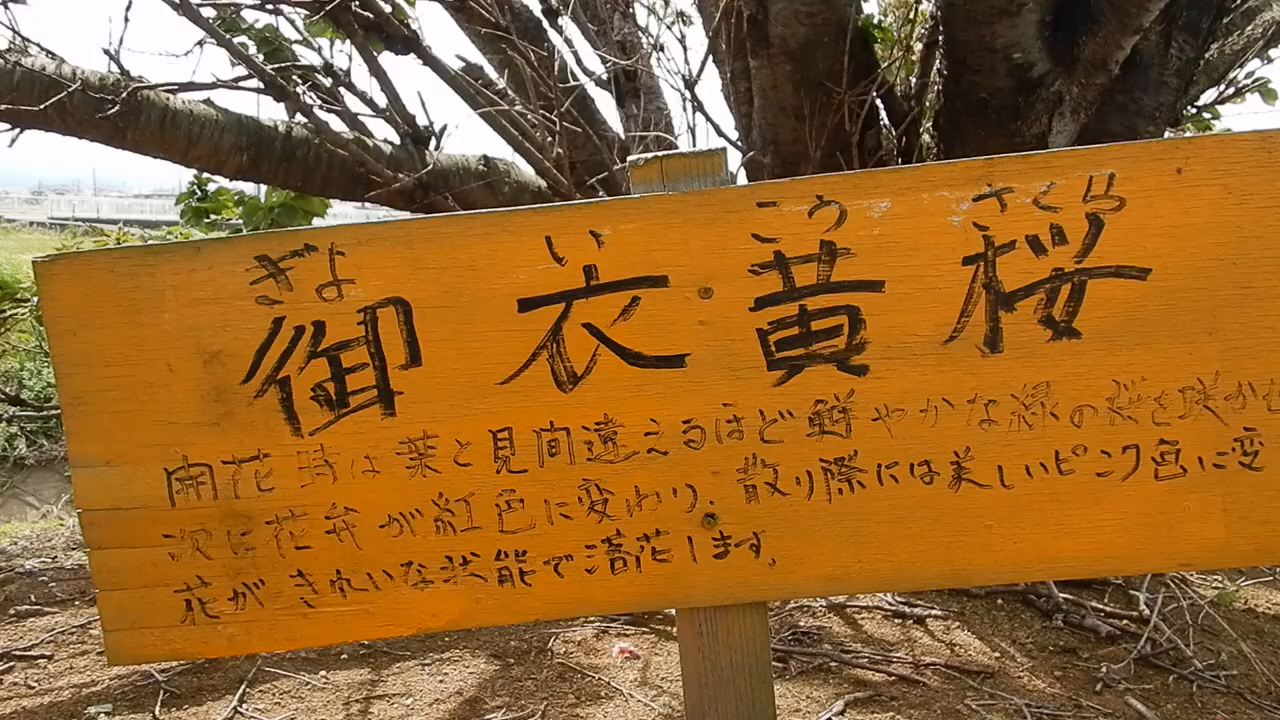 ぎょ い こう さくら
御衣黄桜
開花時は葉と見間違えるほど鮮やかな緑の桜を咲かせ
次に花弁が紅色に変わり、散り際には美しいピンク色に変
花がきれいな状態で落花します。